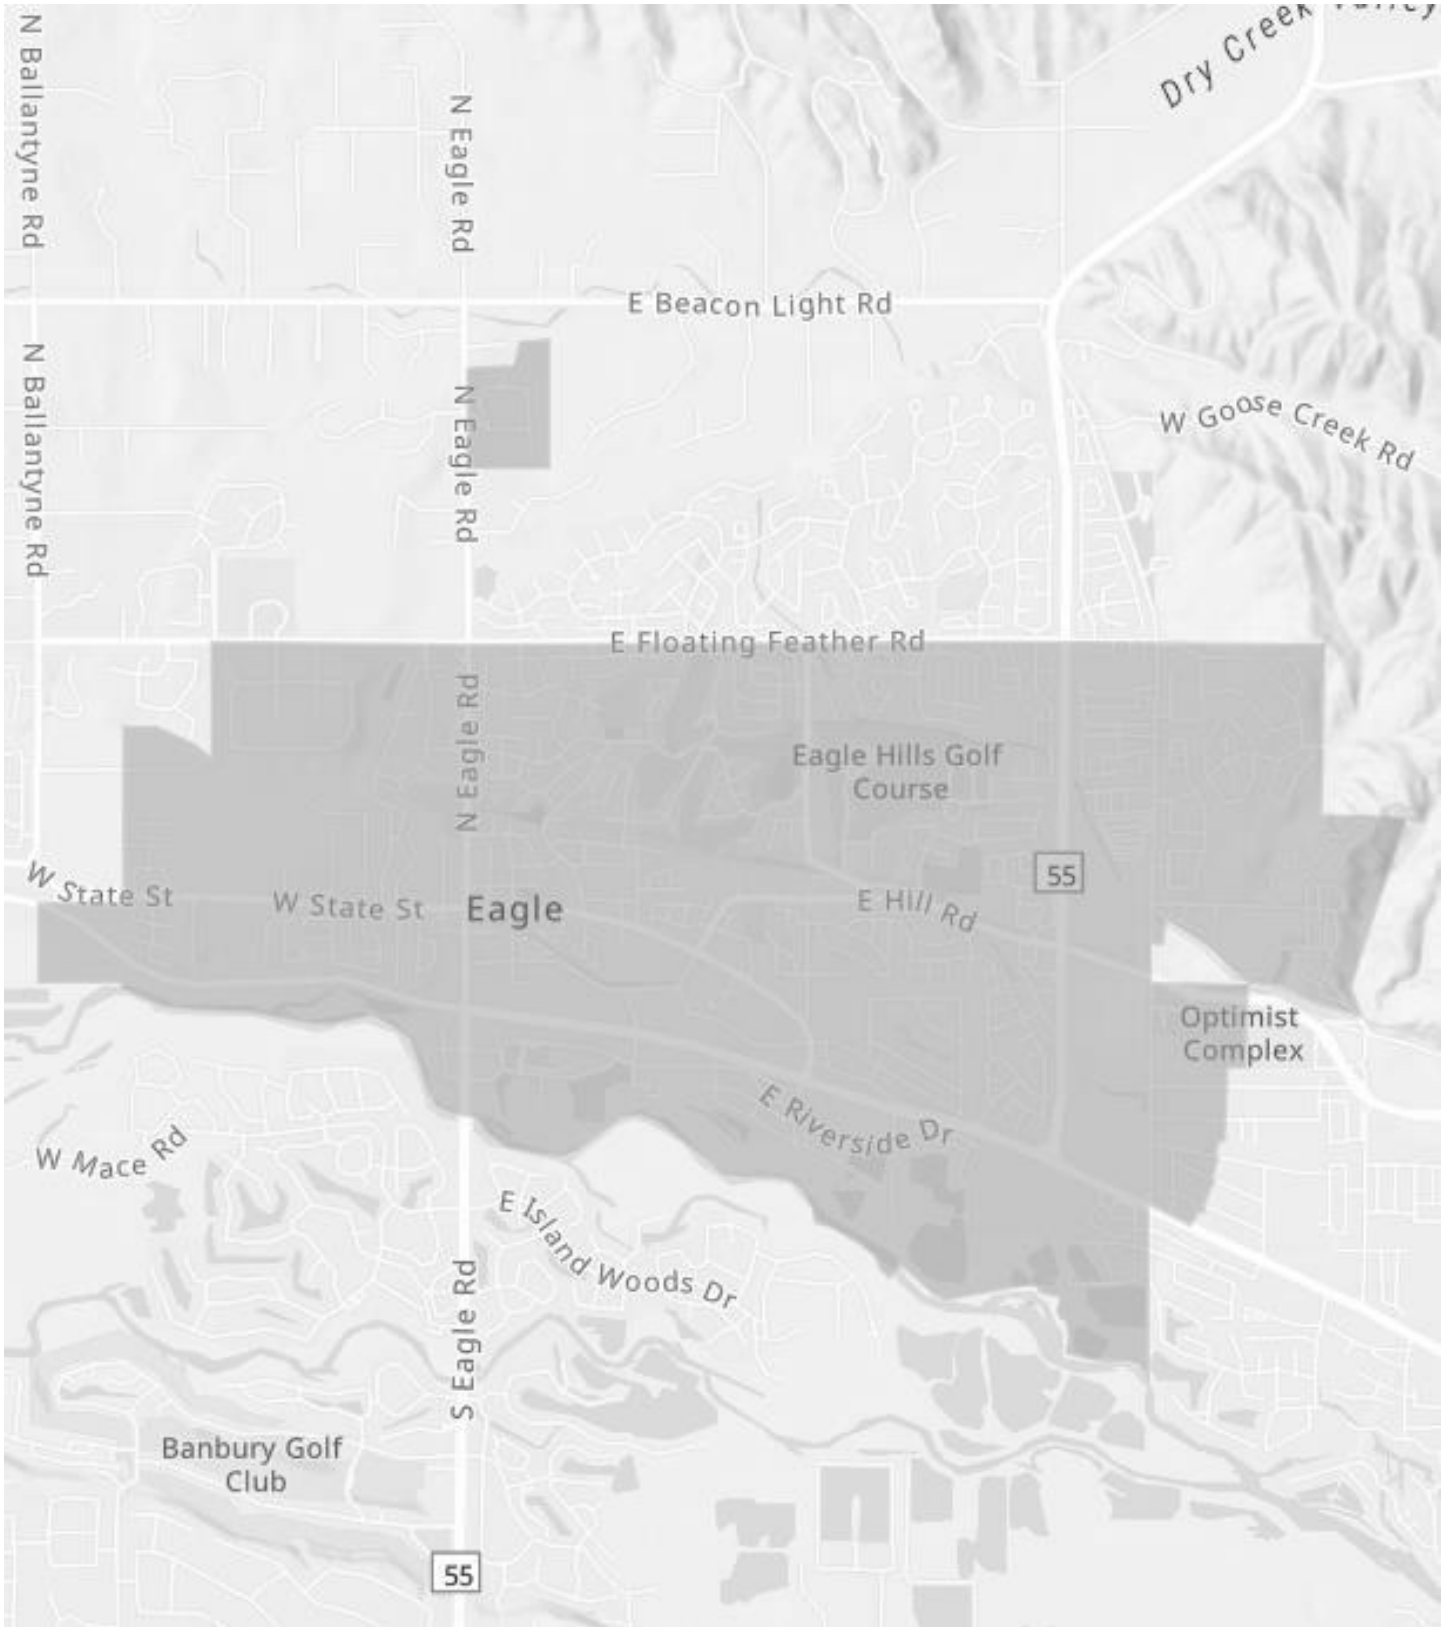 Dry Creek Valley
N Ballantyne Rd
N Eagle Rd
E Beacon Light Rd
N Ballantyne Rd
N Eagle Rd
W Goose Creek Rd
E Floating Feather Rd
N Eagle Rd
Eagle Hills Golf
Course
55
W State St
W State St
Eagle
E Hill Rd
Optimist
Complex
E Riverside Dr
W Mace Rd
E Island Woods Dr
S Eagle Rd
Banbury Golf
Club
55